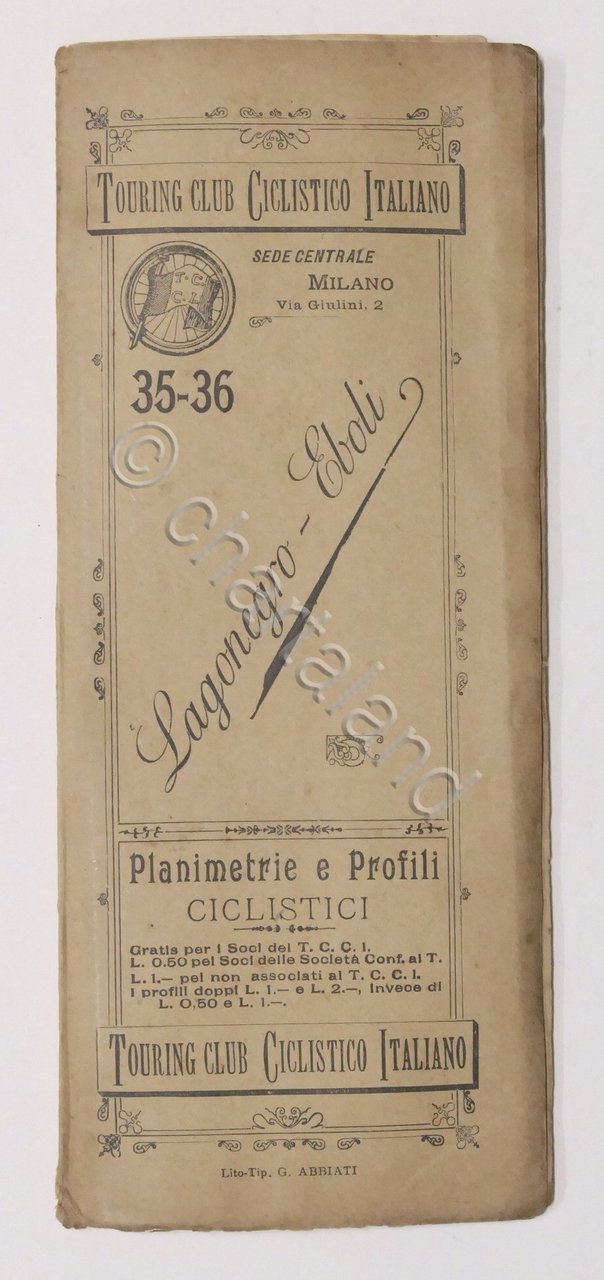 TOURING CLUB CICLISTICO ITALIANO
T. C.
C. I.
SEDE CENTRALE
MILANO
Via Giulini, 2
35-36
Lagonegro - Eboli
© chartaland
Planimetrie e Profili
CICLISTICI
Gratis per i Soci del T. C. C. I.
L. 0.50 pei Soci delle Società Conf. al T.
L. 1.— pei non associati al T. C. C. I.
I profili doppi L. 1.— e L. 2.—, invece di
L. 0,50 e L. 1.—.
TOURING CLUB CICLISTICO ITALIANO
Lito-Tip. G. ABBIATI